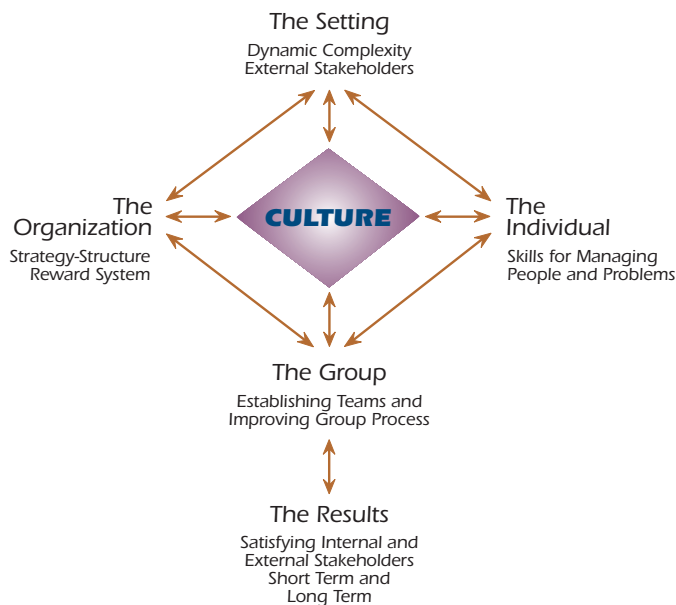 The Setting
Dynamic Complexity
External Stakeholders
The
Organization
Strategy-Structure
Reward System
CULTURE
The
Individual
Skills for Managing
People and Problems
The Group
Establishing Teams and
Improving Group Process
The Results
Satisfying Internal and
External Stakeholders
Short Term and
Long Term